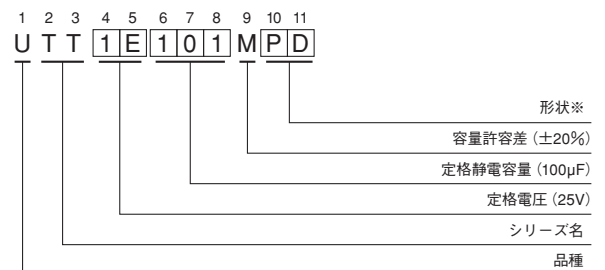 1 2 3 4 5 6 7 8 9 10 11
U T T 1 E 1 0 1 M P D
形状※
容量許容差（±20%）
定格静電容量（100µF）
定格電圧（25V）
シリーズ名
品種